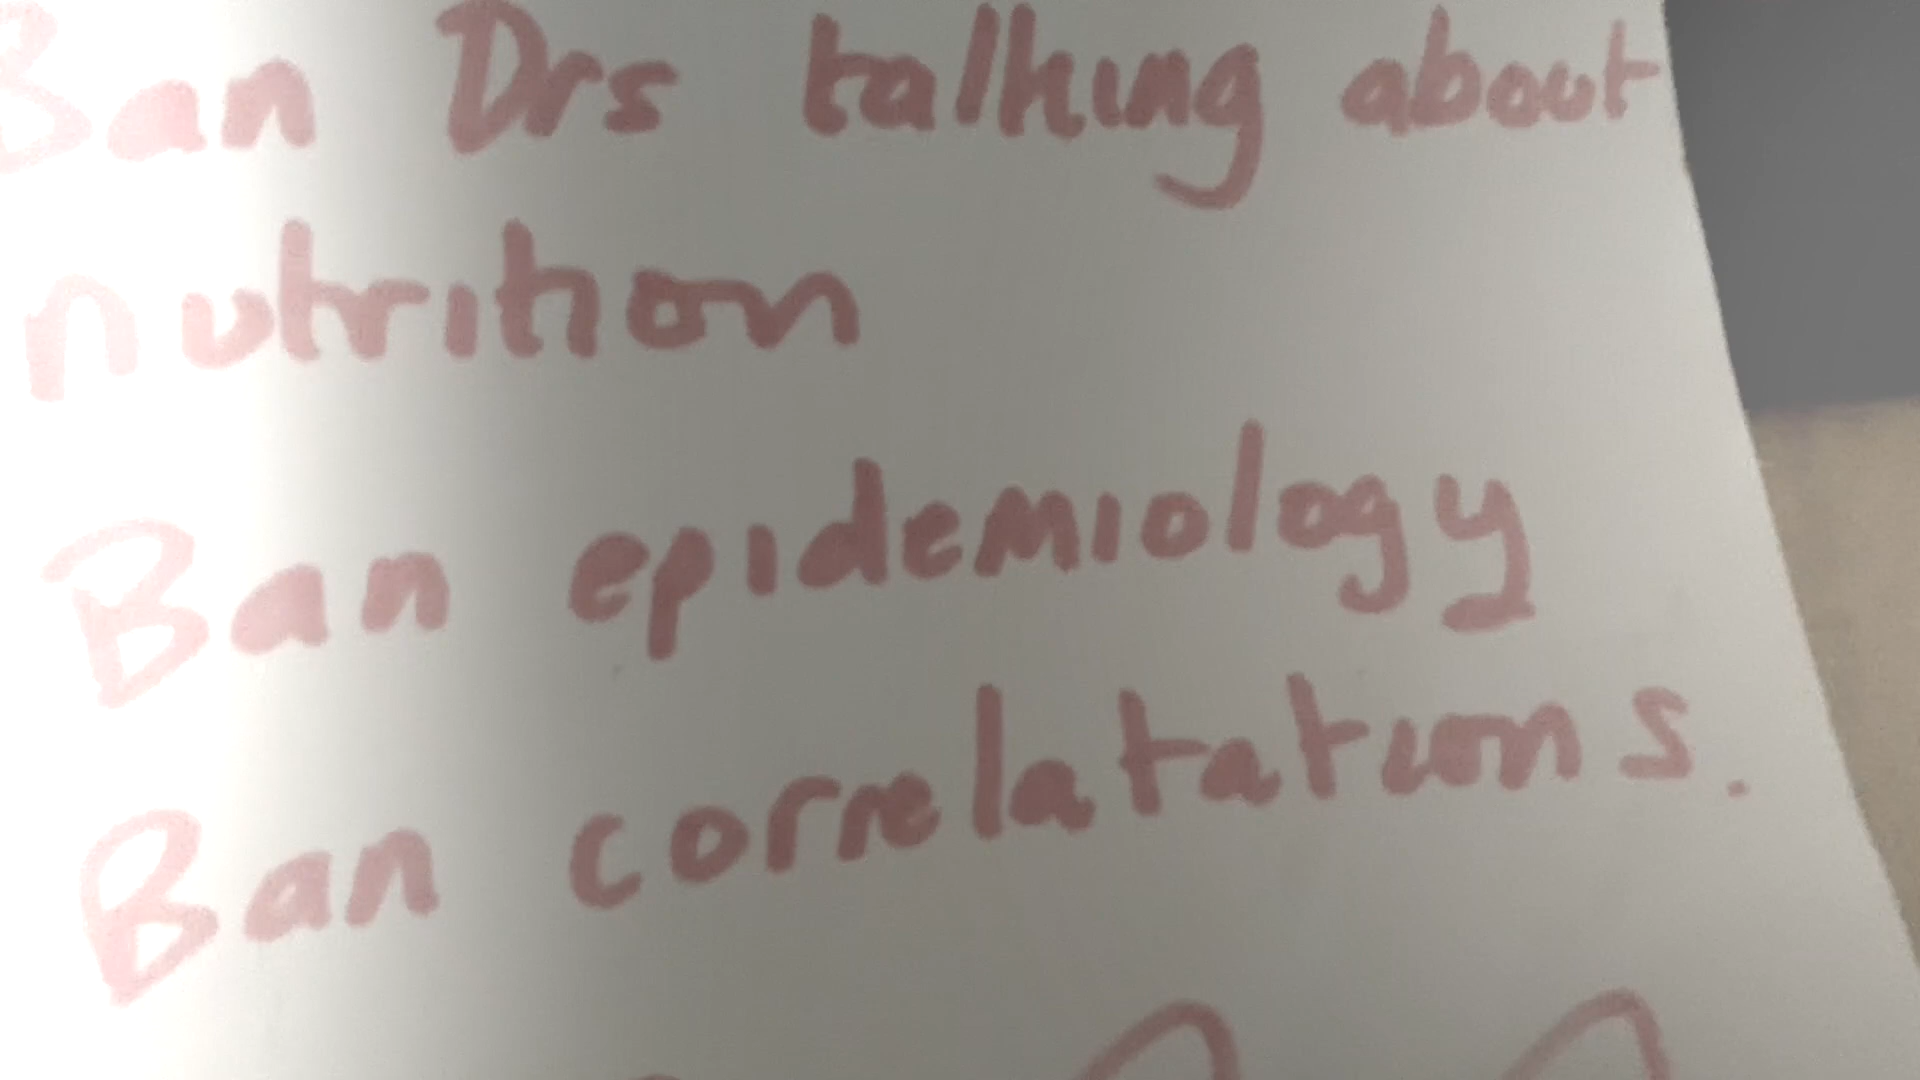 Ban Drs talking about
nutrition
Ban epidemiology
Ban correlatations.